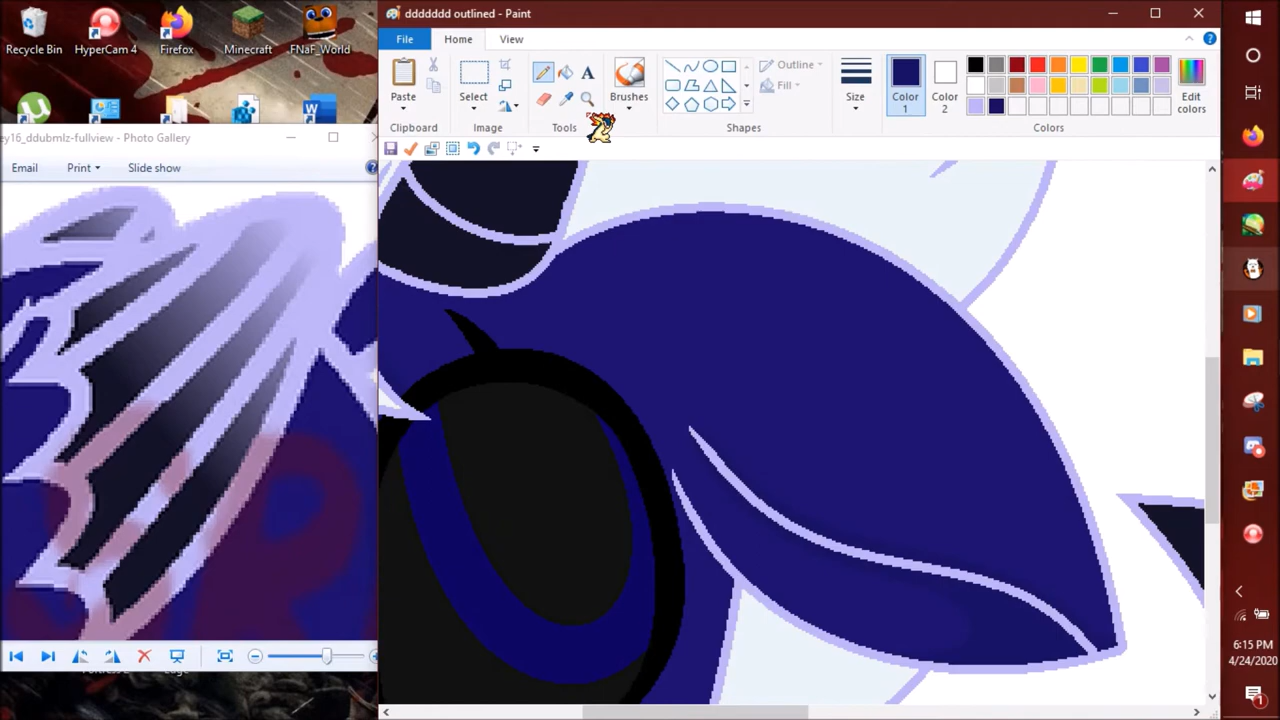 Recycle Bin
HyperCam 4
Firefox
Minecraft
FNaF_World
ey16_ddubmlz-fullview - Photo Gallery
Email
Print
Slide show
ddddddd outlined - Paint
File
Home
View
Paste
Clipboard
Select
Image
Tools
Brushes
Outline
Fill
Shapes
Size
Color
1
Color
2
Edit
colors
Colors
6:15 PM
4/24/2020